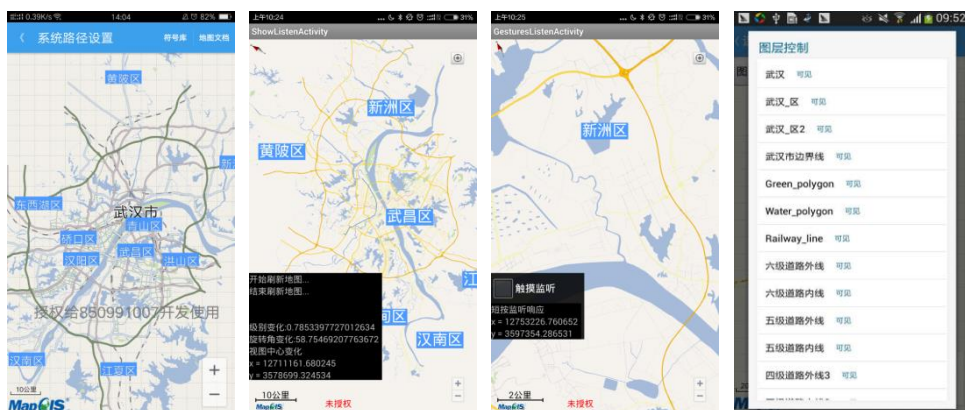 0.39K/s
14:04
82%
系统路径设置
符号库
地图文档
黄陂区
东西湖区
武汉市
青山区
硚口区
武昌区
汉阳区
洪山区
授权给850991007开发使用
汉南区
江夏区
10公里
MapGIS
上午10:24
31%
ShowListenActivity
新洲区
黄陂区
武昌区
开始刷新地图...
结束刷新地图...
级别变化:0.7853397727012634
旋转角变化:58.75469207763672
视图中心变化
x = 12711161.680245
y = 3578699.324534
汉南区
10公里
MapGIS
未授权
上午10:25
31%
GesturesListenActivity
新洲区
触摸监听
短按监听响应
x = 12753226.760652
y = 3597354.286531
2公里
MapGIS
未授权
09:52
图层控制
武汉 可见
武汉_区 可见
武汉_区2 可见
武汉市边界线 可见
Green_polygon 可见
Water_polygon 可见
Railway_line 可见
六级道路外线 可见
六级道路内线 可见
五级道路外线 可见
五级道路内线 可见
四级道路外线3 可见